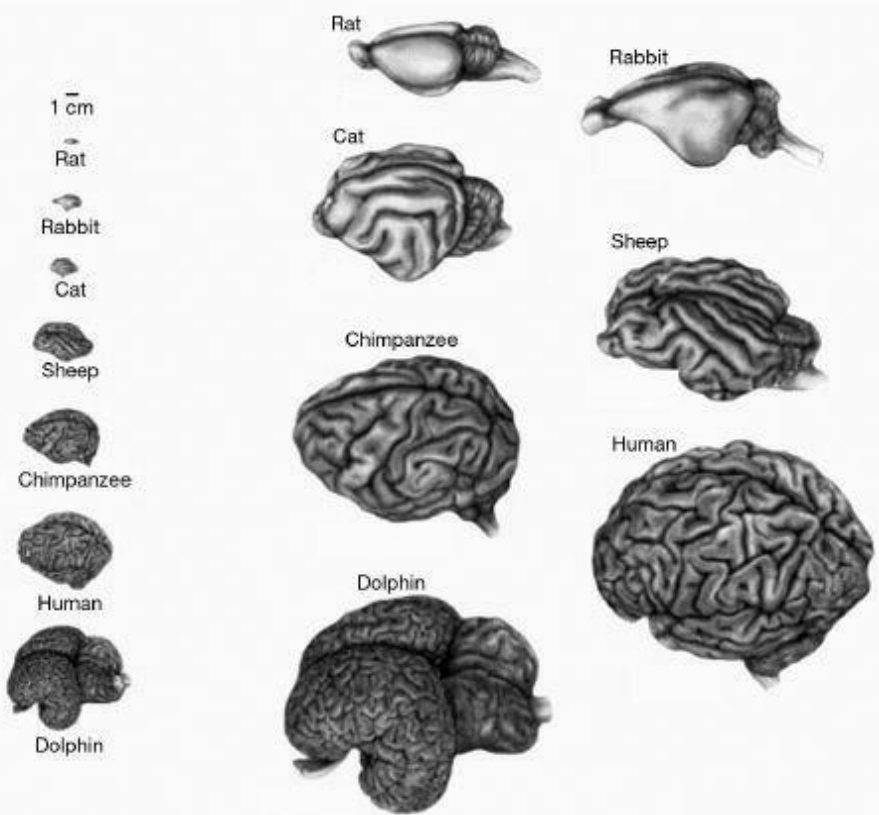 1 cm
Rat
Rabbit
Cat
Sheep
Chimpanzee
Human
Dolphin
Rat
Rabbit
Cat
Sheep
Chimpanzee
Human
Dolphin